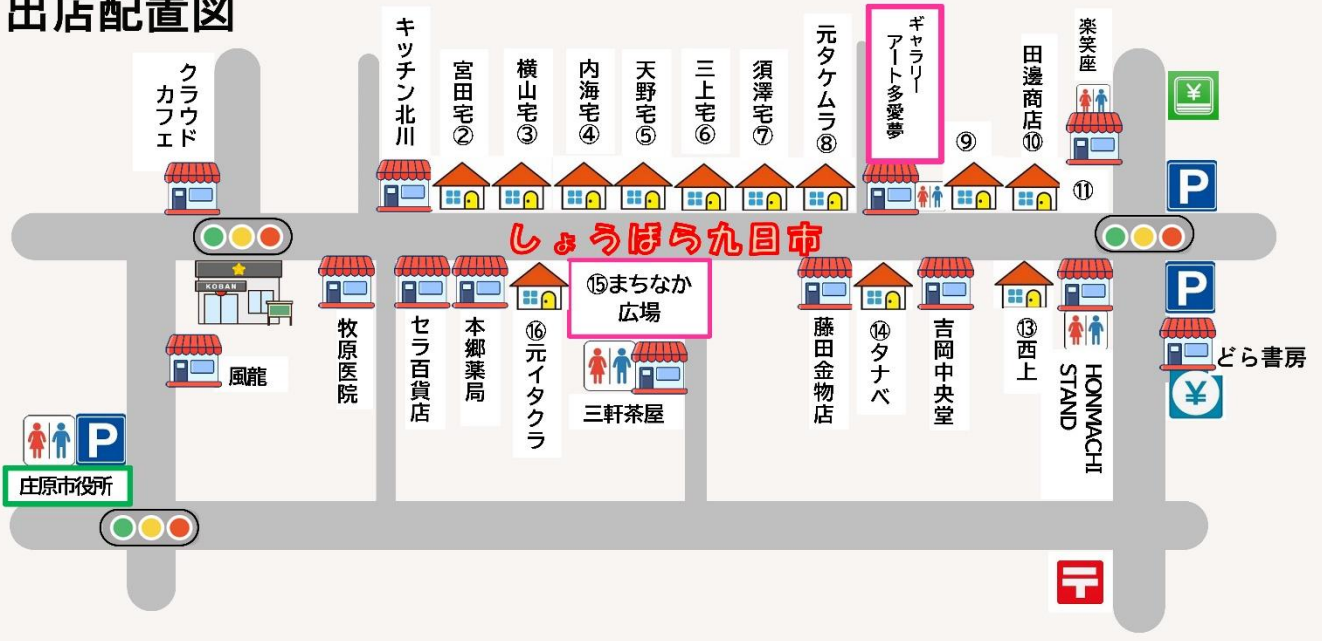 出店配置図
クラウド
カフェ
キッチン北川
宮田宅②
横山宅③
内海宅④
天野宅⑤
三上宅⑥
須澤宅⑦
元タケムラ⑧
ギャラリー
アート多愛夢
⑨
田邊商店⑩
楽笑座
⑪
¥
P
しょうばら九日市
KOBAN
風龍
牧原医院
セラ百貨店
本郷薬局
⑯元イタクラ
⑮まちなか
広場
三軒茶屋
藤田金物店
⑭タナベ
吉岡中央堂
⑬西上
HONMACHI
STAND
P
どら書房
¥
P
庄原市役所
〒